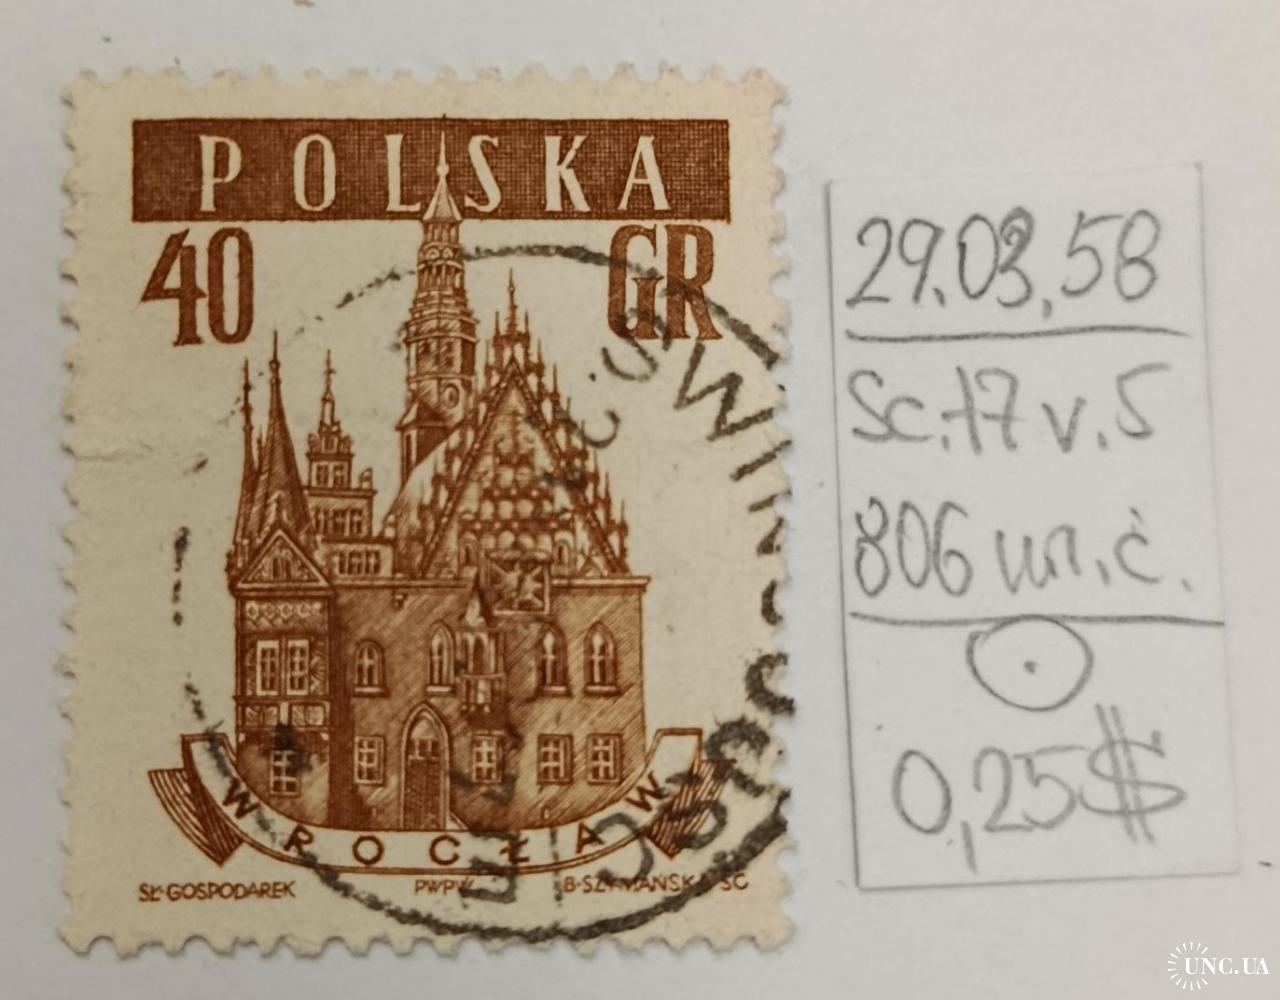 POLSKA
40 GR
WROCŁAW
SŁ·GOSPODAREK PWPW B·SZYMAŃSKA SC
29.03.58
Sc.17 v.5
806 un.ċ.
0,25$
UNC.UA